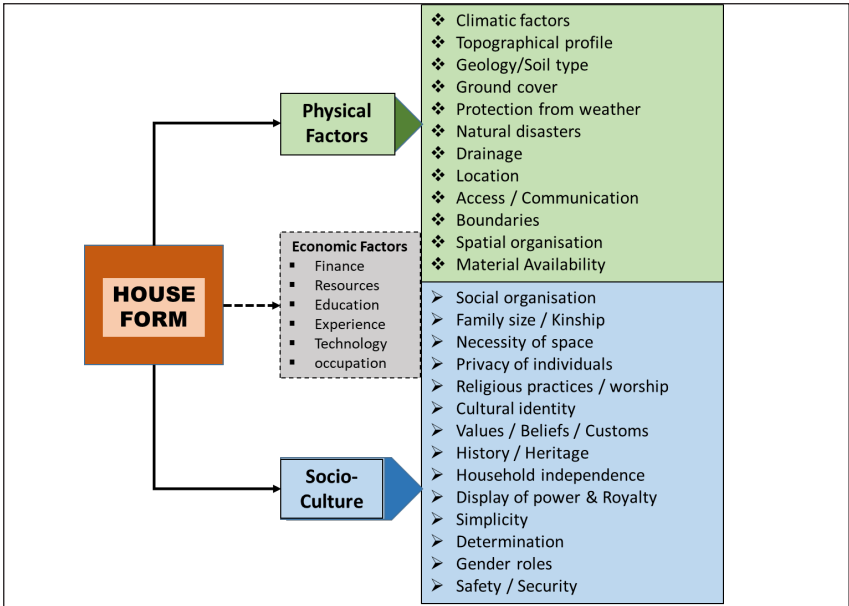 HOUSE
FORM
Physical
Factors
Climatic factors
Topographical profile
Geology/Soil type
Ground cover
Protection from weather
Natural disasters
Drainage
Location
Access / Communication
Boundaries
Spatial organisation
Material Availability
Economic Factors
Finance
Resources
Education
Experience
Technology
occupation
Socio-
Culture
Social organisation
Family size / Kinship
Necessity of space
Privacy of individuals
Religious practices / worship
Cultural identity
Values / Beliefs / Customs
History / Heritage
Household independence
Display of power & Royalty
Simplicity
Determination
Gender roles
Safety / Security